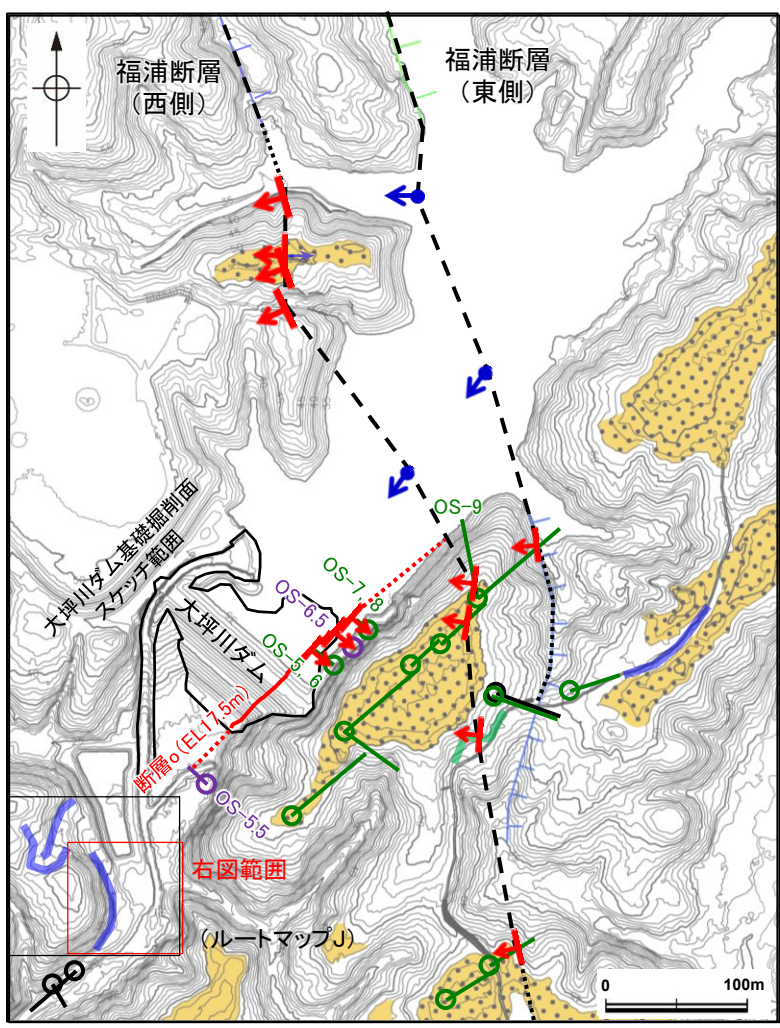 福浦断層
(西側)
福浦断層
(東側)
大坪川ダム基礎掘削面
スケッチ範囲
OS-9
OS-7, 8
OS-6.5
OS-5, 6
大坪川ダム
断層o(EL17.5m)
OS-5.5
右図範囲
(ルートマップJ)
0
100m